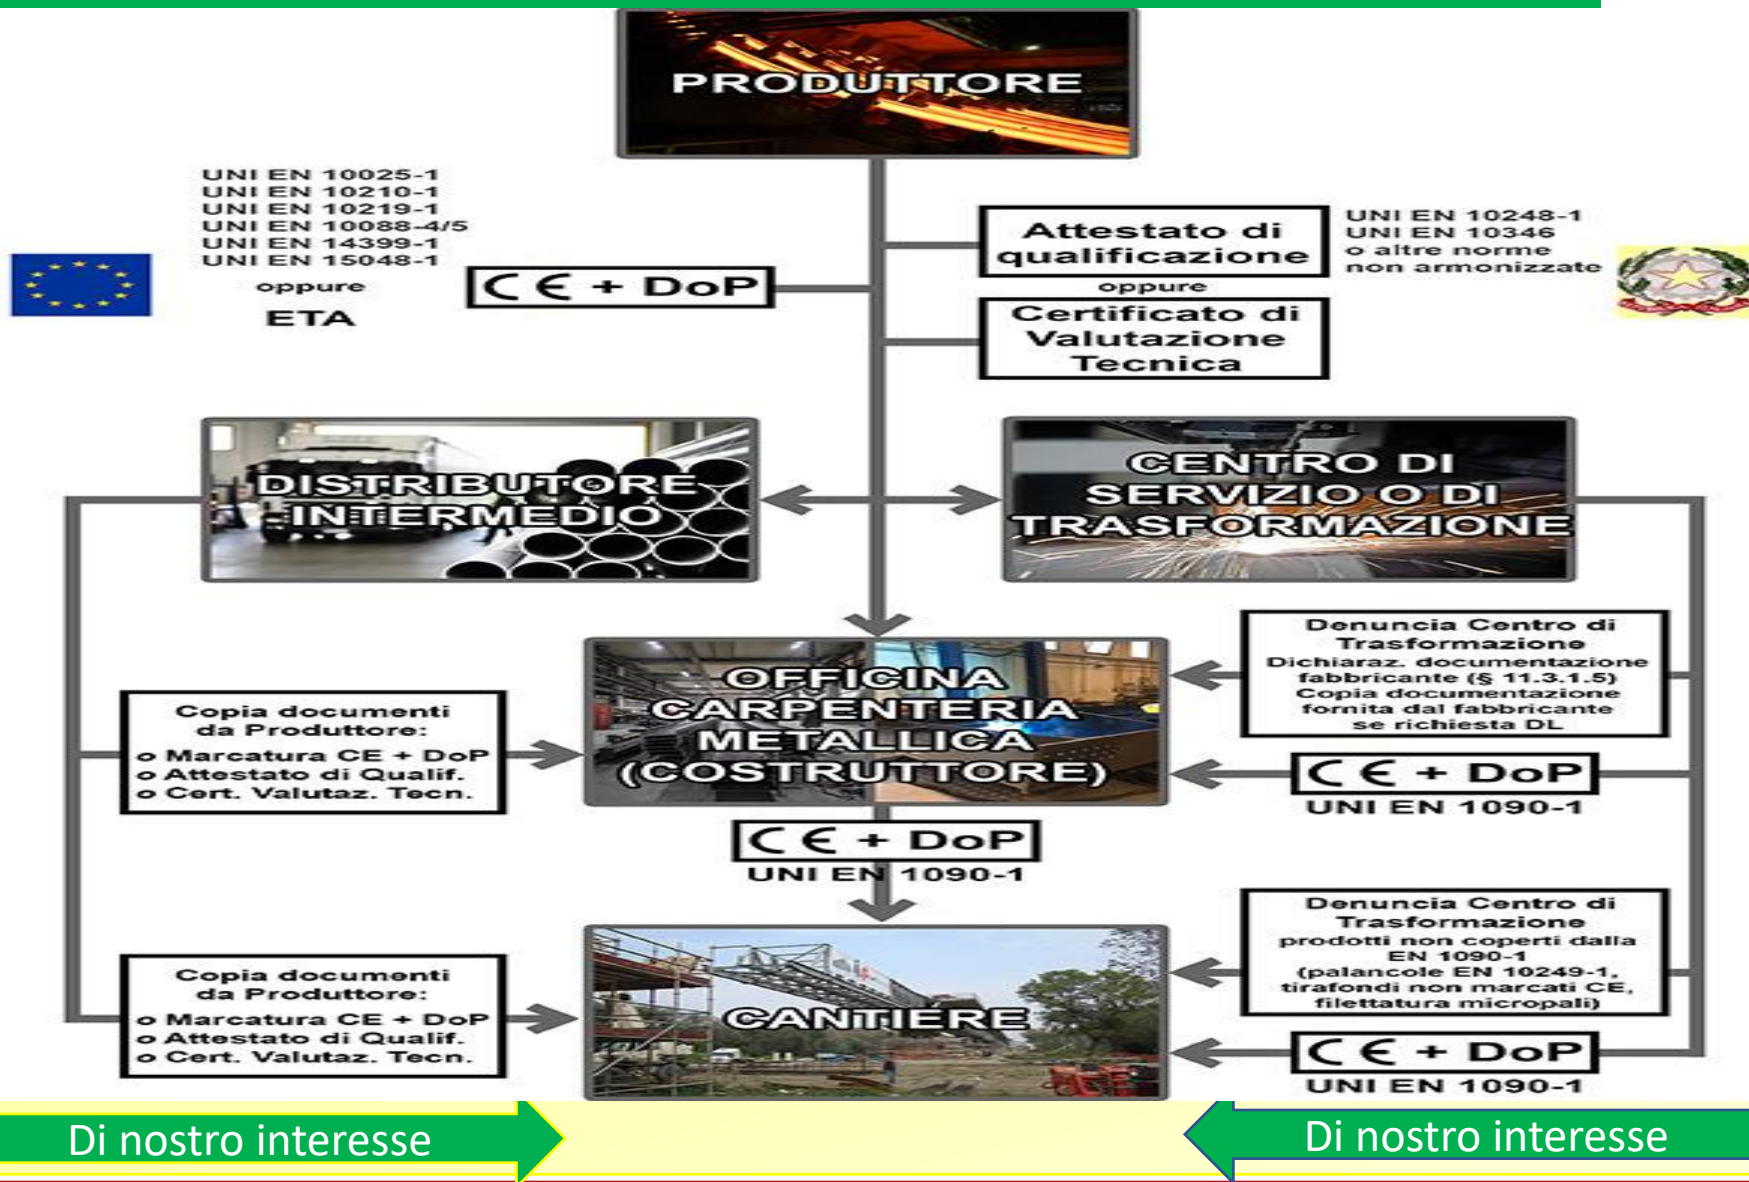 PRODUTTORE
UNI EN 10025-1
UNI EN 10210-1
UNI EN 10219-1
UNI EN 10088-4/5
UNI EN 14399-1
UNI EN 15048-1
oppure
ETA
C E + DoP
Attestato di
qualificazione
oppure
Certificato di
Valutazione
Tecnica
UNI EN 10248-1
UNI EN 10346
o altre norme
non armonizzate
DISTRIBUTORE
INTERMEDIO
CENTRO DI
SERVIZIO O DI
TRASFORMAZIONE
OFFICINA
CARPENTERIA
METALLICA
(COSTRUTTORE)
Denuncia Centro di
Trasformazione
Dichiaraz. documentazione
fabbricante (§ 11.3.1.5)
Copia documentazione
fornita dal fabbricante
se richiesta DL
Copia documenti
da Produttore:
o Marcatura CE + DoP
o Attestato di Qualif.
o Cert. Valutaz. Tecn.
C E + DoP
UNI EN 1090-1
C E + DoP
UNI EN 1090-1
Denuncia Centro di
Trasformazione
prodotti non coperti dalla
EN 1090-1
(palancole EN 10249-1,
tirafondi non marcati CE,
filettatura micropali)
Copia documenti
da Produttore:
o Marcatura CE + DoP
o Attestato di Qualif.
o Cert. Valutaz. Tecn.
CANTIERE
C E + DoP
UNI EN 1090-1
Di nostro interesse
Di nostro interesse